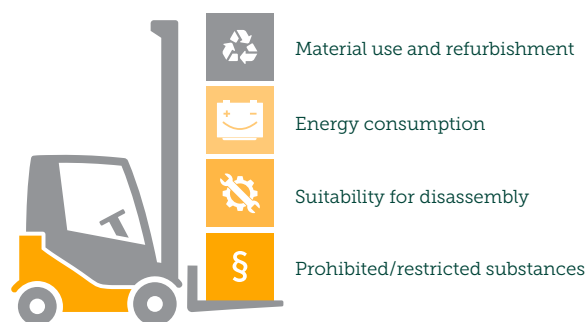 Material use and refurbishment
Energy consumption
Suitability for disassembly
§
Prohibited/restricted substances